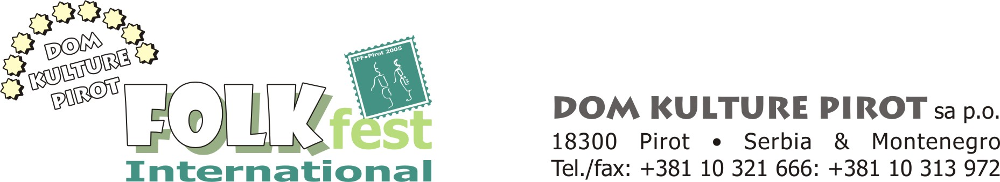 DOM
KULTURE
PIROT
FOLK
fest
International
IFF•Pirot 2005
DOM KULTURE PIROT sa p.o.
18300 Pirot • Serbia & Montenegro
Tel./fax: +381 10 321 666: +381 10 313 972